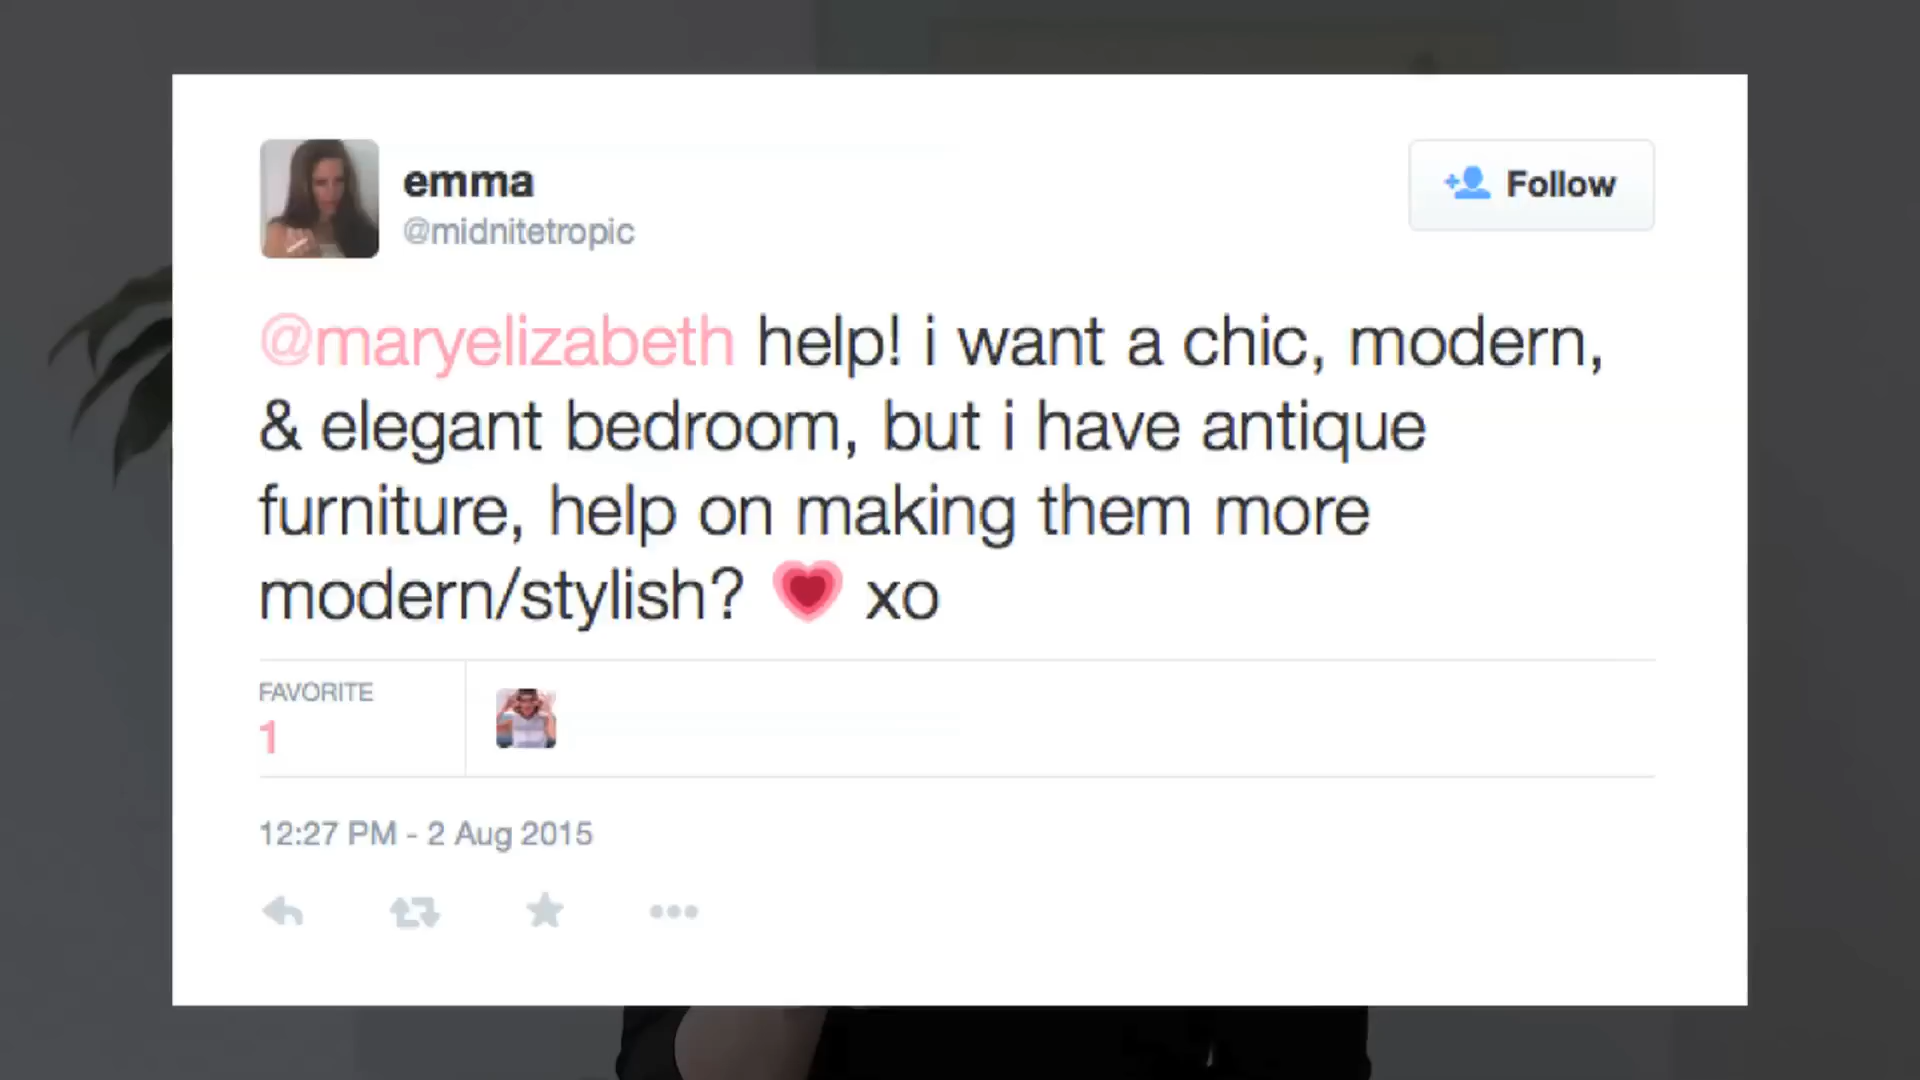 emma
@midnitetropic
Follow
@maryelizabeth help! i want a chic, modern,
& elegant bedroom, but i have antique
furniture, help on making them more
modern/stylish? 💗 xo
FAVORITE
1
12:27 PM - 2 Aug 2015